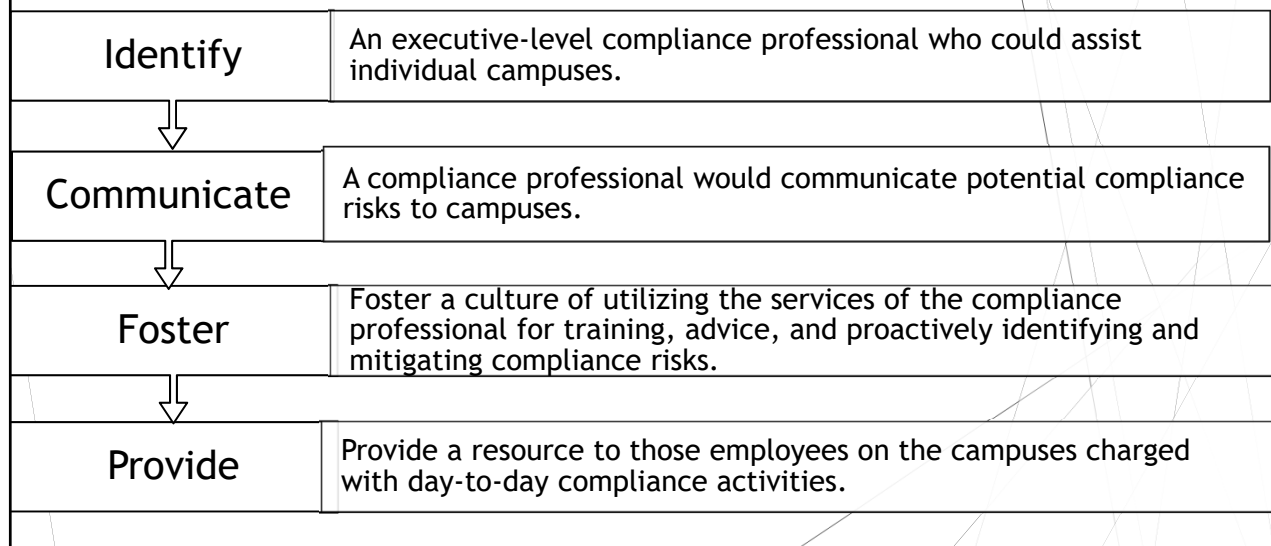 Identify
An executive-level compliance professional who could assist
individual campuses.
Communicate
A compliance professional would communicate potential compliance
risks to campuses.
Foster
Foster a culture of utilizing the services of the compliance
professional for training, advice, and proactively identifying and
mitigating compliance risks.
Provide
Provide a resource to those employees on the campuses charged
with day-to-day compliance activities.